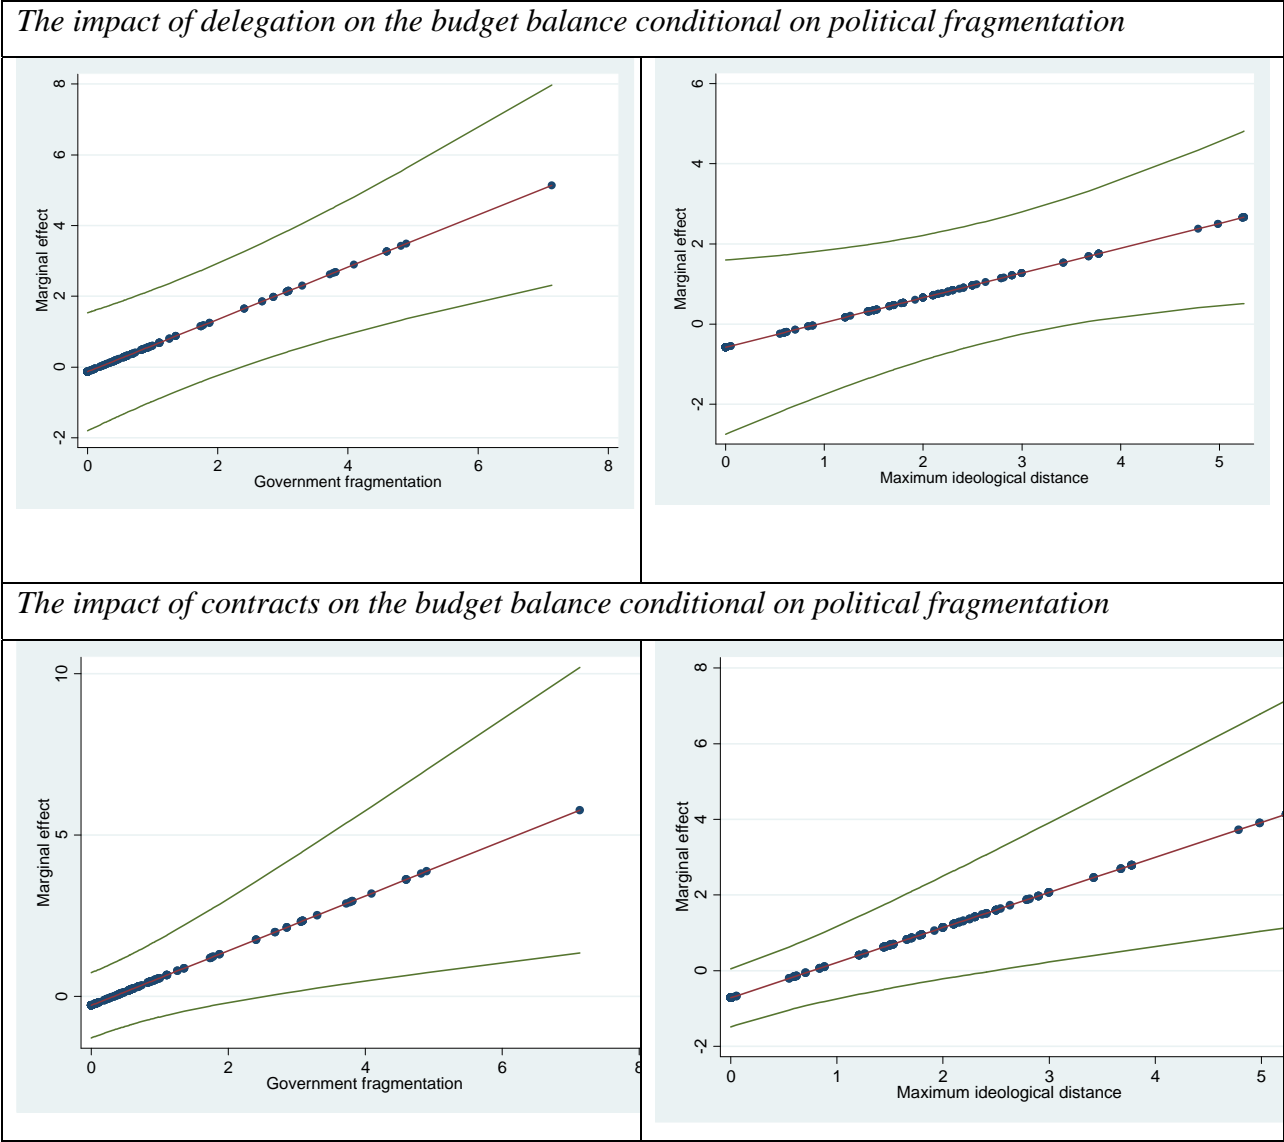 The impact of delegation on the budget balance conditional on political fragmentation
8
6
4
2
0
-2
Marginal effect
0 2 4 6 8
Government fragmentation
6
4
2
0
-2
Marginal effect
0 1 2 3 4 5
Maximum ideological distance
The impact of contracts on the budget balance conditional on political fragmentation
10
5
0
Marginal effect
0 2 4 6 8
Government fragmentation
8
6
4
2
0
-2
Marginal effect
0 1 2 3 4 5
Maximum ideological distance